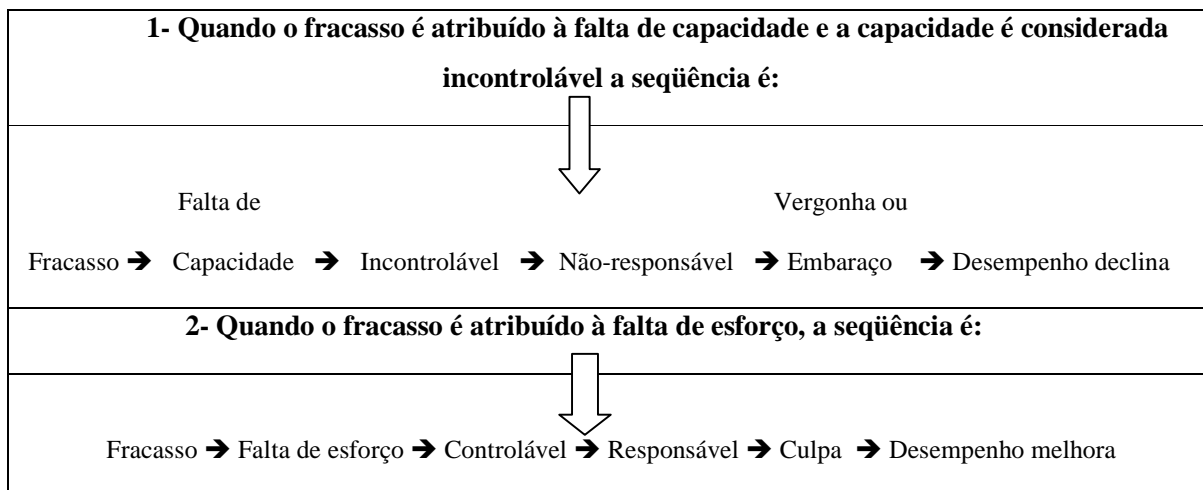 1- Quando o fracasso é atribuído à falta de capacidade e a capacidade é considerada
incontrolável a seqüência é:
Falta de Vergonha ou
Fracasso ➔ Capacidade ➔ Incontrolável ➔ Não-responsável ➔ Embaraço ➔ Desempenho declina
2- Quando o fracasso é atribuído à falta de esforço, a seqüência é:
Fracasso ➔ Falta de esforço ➔ Controlável ➔ Responsável ➔ Culpa ➔ Desempenho melhora